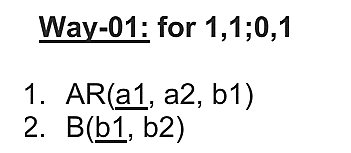 Way-01: for 1,1;0,1
1. AR(a1, a2, b1)
2. B(b1, b2)